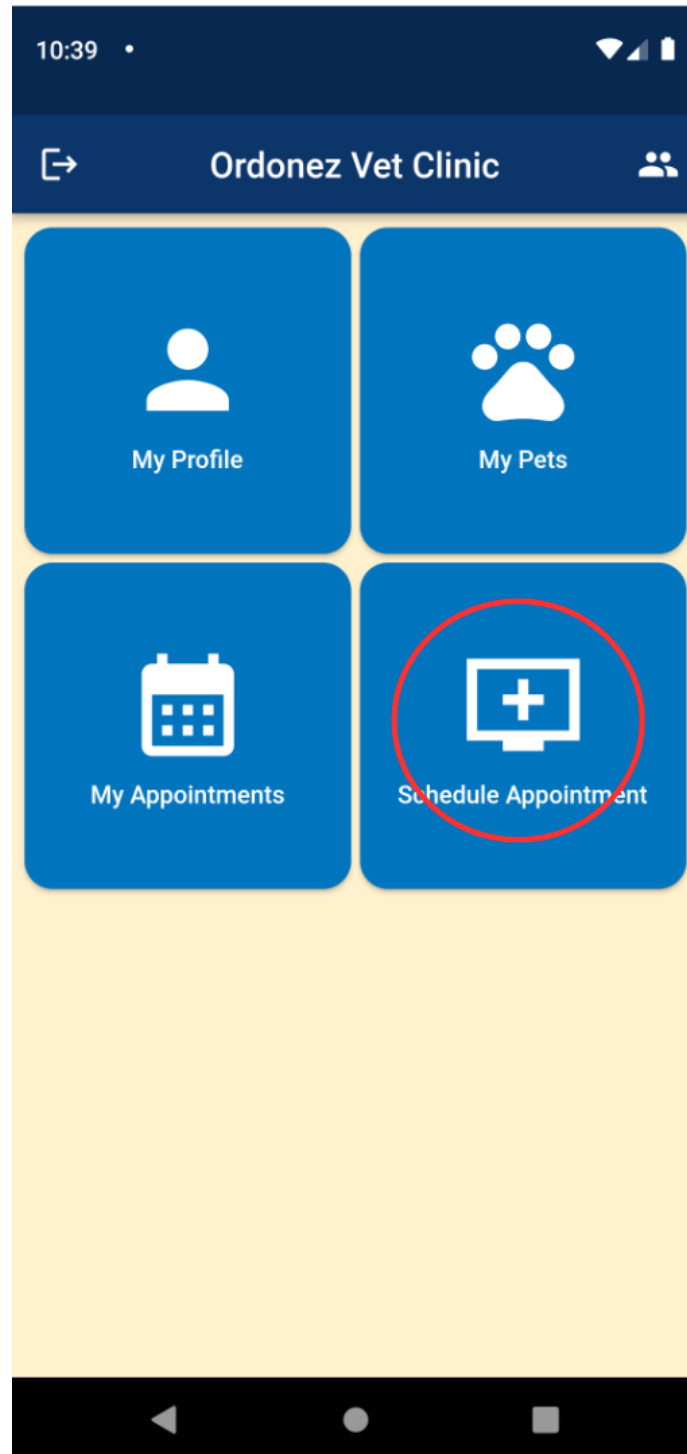 10:39
Ordonez Vet Clinic
My Profile
My Pets
My Appointments
Schedule Appointment